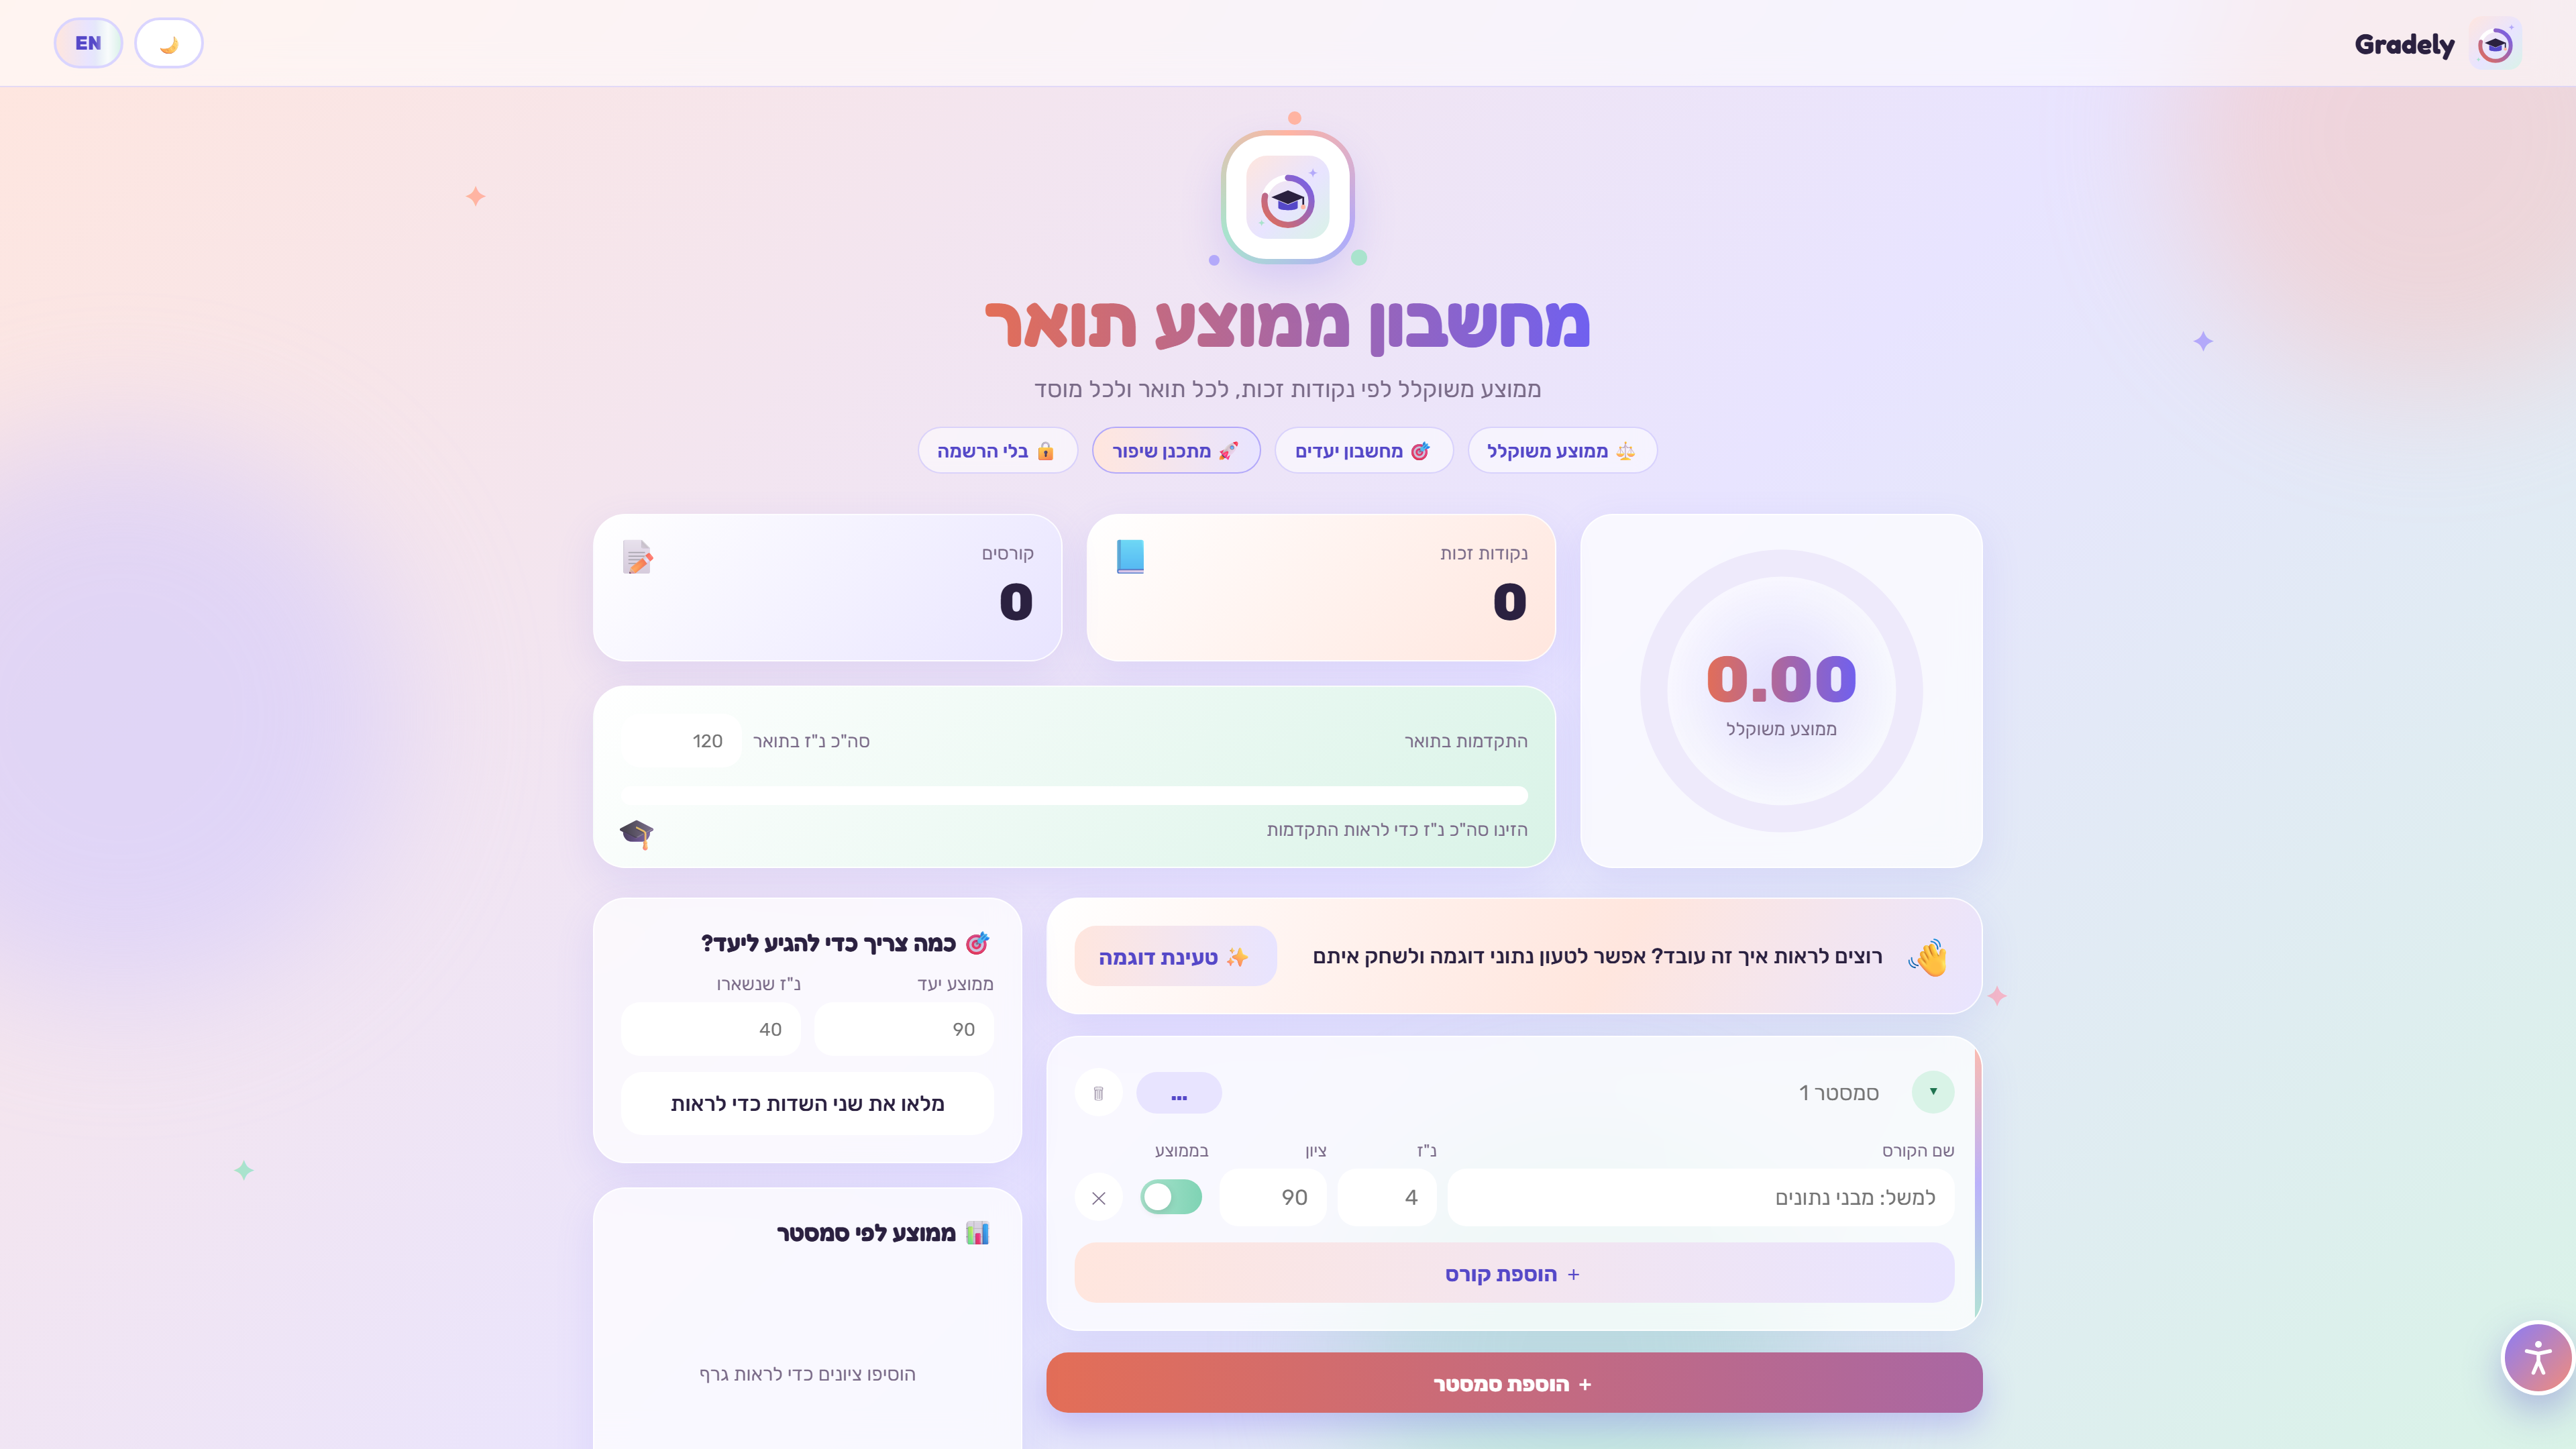 Gradely
EN
מחשבון ממוצע תואר
ממוצע משוקלל לפי נקודות זכות, לכל תואר ולכל מוסד
ממוצע משוקלל
מחשבון יעדים
מתכנן שיפור
בלי הרשמה
0.00
ממוצע משוקלל
נקודות זכות
0
קורסים
0
התקדמות בתואר
סה"כ נ"ז בתואר
120
הזינו סה"כ נ"ז כדי לראות התקדמות
רוצים לראות איך זה עובד? אפשר לטעון נתוני דוגמה ולשחק איתם
טעינת דוגמה
סמסטר 1
...
שם הקורס נ"ז ציון בממוצע
למשל: מבני נתונים 4 90
+ הוספת קורס
+ הוספת סמסטר
כמה צריך כדי להגיע ליעד?
ממוצע יעד נ"ז שנשארו
90 40
מלאו את שני השדות כדי לראות
ממוצע לפי סמסטר
הוסיפו ציונים כדי לראות גרף